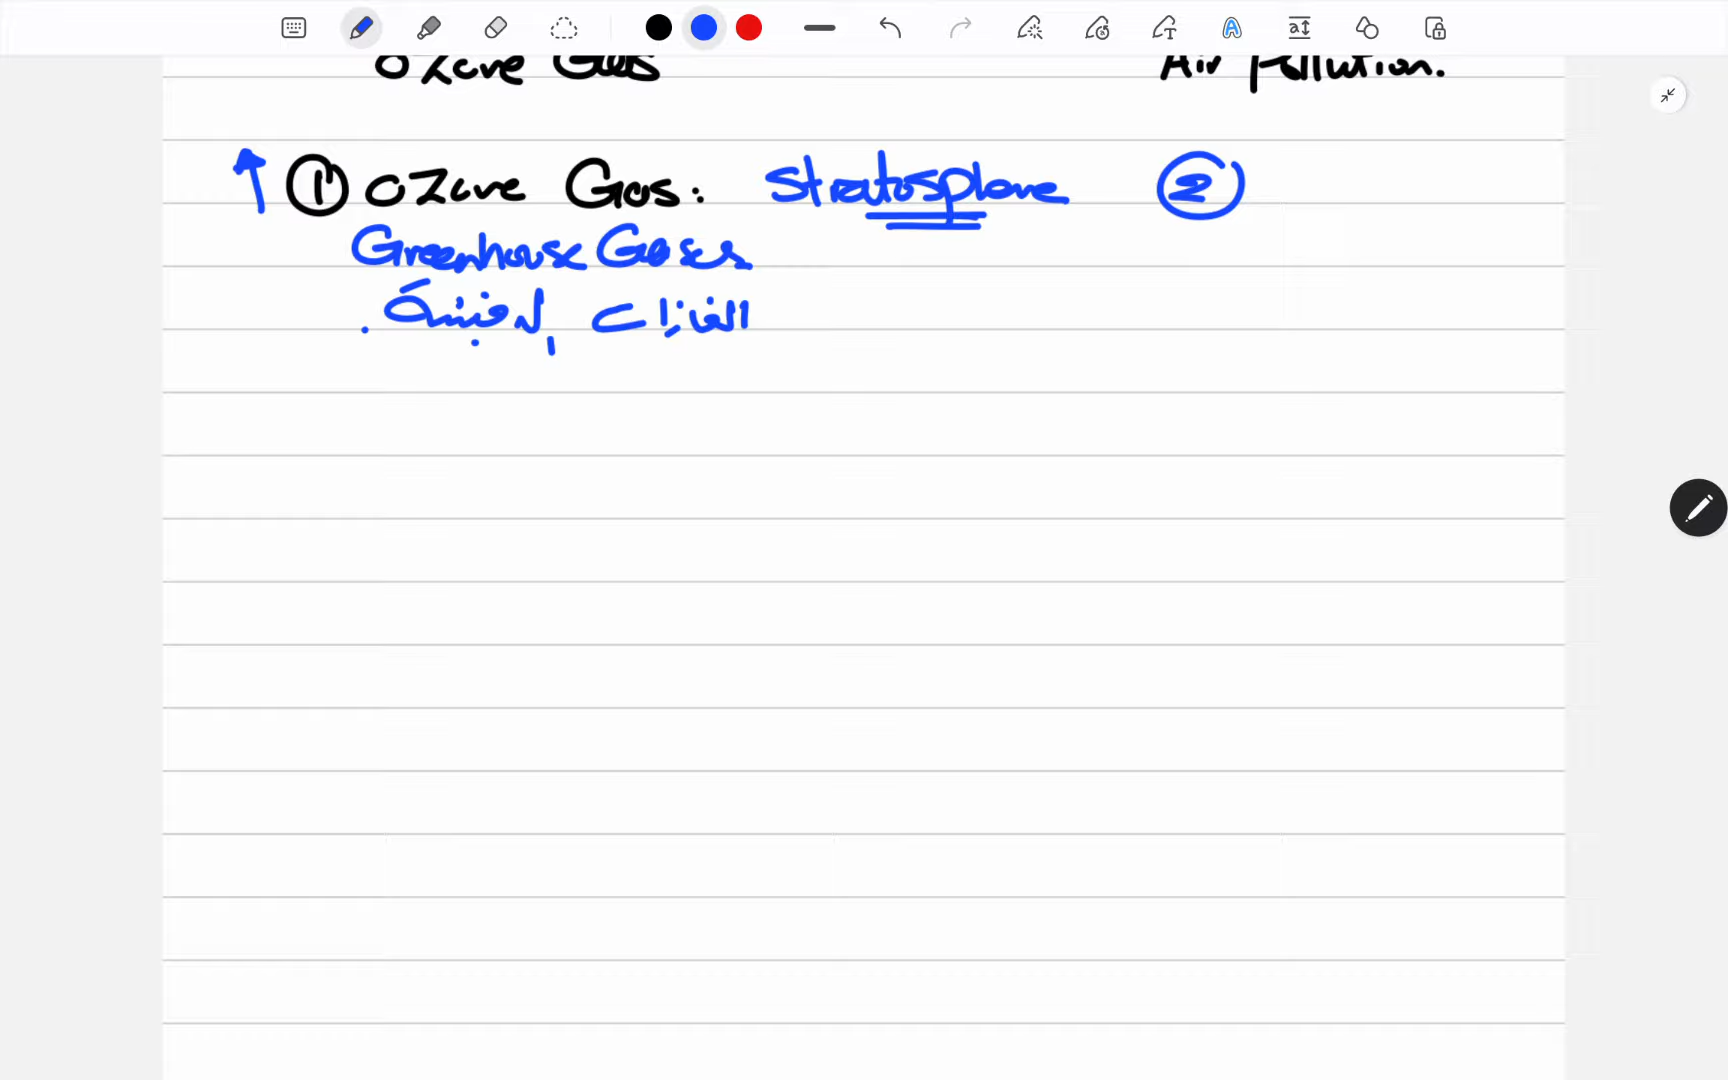 Ozone Gas Air pollution.
↑ ① Ozone Gas: Stratosphere ②
Greenhouse Gases
الغازات الدفيئة.